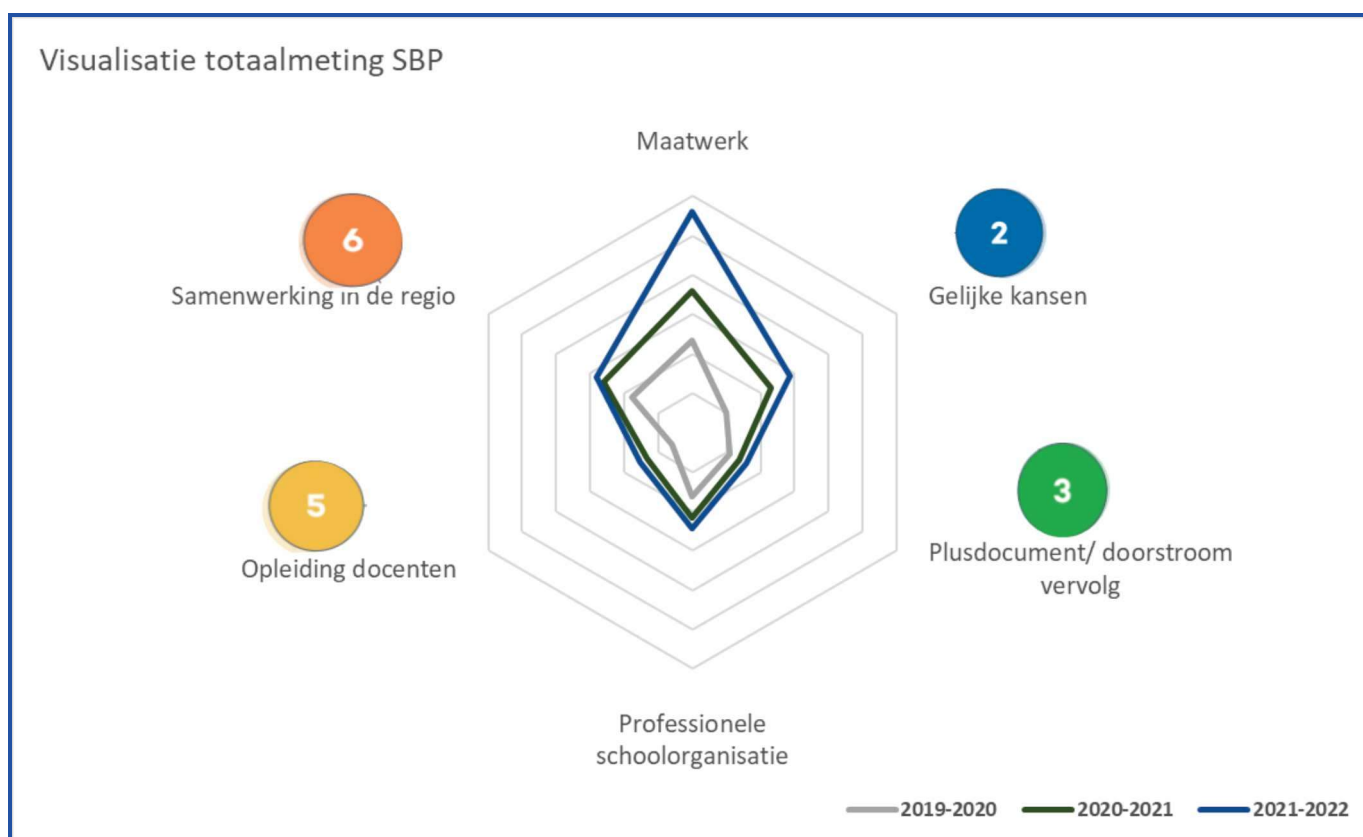 Visualisatie totaalmeting SBP
Maatwerk
6
2
Samenwerking in de regio
Gelijke kansen
5
3
Opleiding docenten
Plusdocument/ doorstroom
vervolg
Professionele
schoolorganisatie
2019-2020
2020-2021
2021-2022